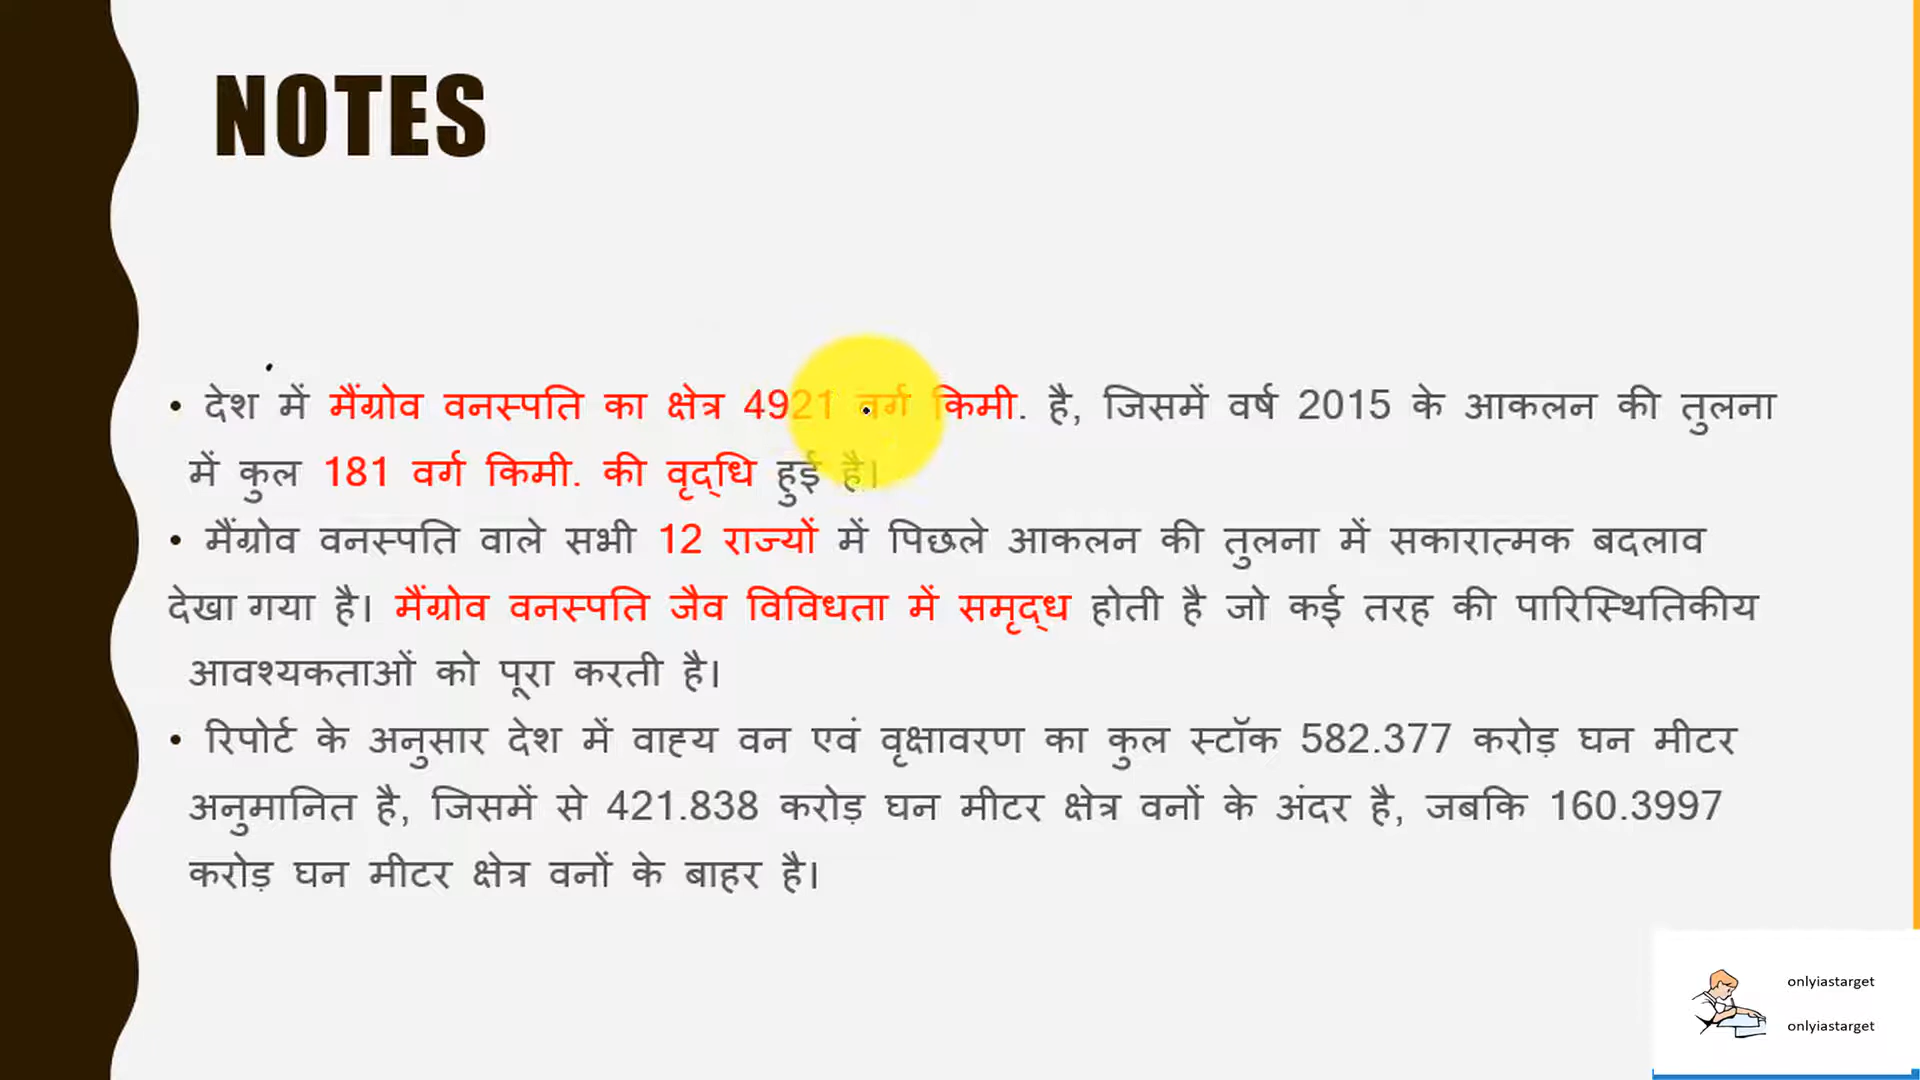 NOTES
• देश में मैंग्रोव वनस्पति का क्षेत्र 4921 वर्ग किमी. है, जिसमें वर्ष 2015 के आकलन की तुलना
में कुल 181 वर्ग किमी. की वृद्धि हुई है।
• मैंग्रोव वनस्पति वाले सभी 12 राज्यों में पिछले आकलन की तुलना में सकारात्मक बदलाव
देखा गया है। मैंग्रोव वनस्पति जैव विविधता में समृद्ध होती है जो कई तरह की पारिस्थितिकीय
आवश्यकताओं को पूरा करती है।
• रिपोर्ट के अनुसार देश में वाह्य वन एवं वृक्षावरण का कुल स्टॉक 582.377 करोड़ घन मीटर
अनुमानित है, जिसमें से 421.838 करोड़ घन मीटर क्षेत्र वनों के अंदर है, जबकि 160.3997
करोड़ घन मीटर क्षेत्र वनों के बाहर है।
onlyiastarget
onlyiastarget